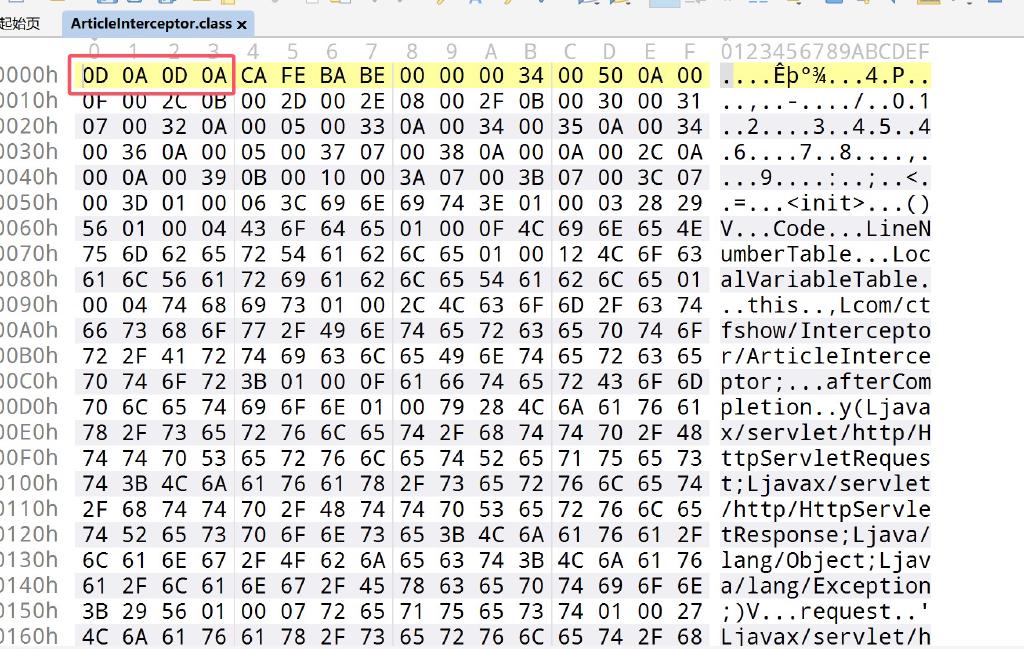 起始页 ArticleInterceptor.class ×
0 1 2 3 4 5 6 7 8 9 A B C D E F 0123456789ABCDEF
0000h 0D 0A 0D 0A CA FE BA BE 00 00 00 34 00 50 0A 00 ....Êþº¾...4.P..
0010h 0F 00 2C 0B 00 2D 00 2E 08 00 2F 0B 00 30 00 31 ..,..-..../..0.1
0020h 07 00 32 0A 00 05 00 33 0A 00 34 00 35 0A 00 34 ..2....3..4.5..4
0030h 00 36 0A 00 05 00 37 07 00 38 0A 00 0A 00 2C 0A .6....7..8....,.
0040h 00 0A 00 39 0B 00 10 00 3A 07 00 3B 07 00 3C 07 ...9....:..;..<.
0050h 00 3D 01 00 06 3C 69 6E 69 74 3E 01 00 03 28 29 .=...<init>...()
0060h 56 01 00 04 43 6F 64 65 01 00 0F 4C 69 6E 65 4E V...Code...LineN
0070h 75 6D 62 65 72 54 61 62 6C 65 01 00 12 4C 6F 63 umberTable...Loc
0080h 61 6C 56 61 72 69 61 62 6C 65 54 61 62 6C 65 01 alVariableTable.
0090h 00 04 74 68 69 73 01 00 2C 4C 63 6F 6D 2F 63 74 ..this..,Lcom/ct
00A0h 66 73 68 6F 77 2F 49 6E 74 65 72 63 65 70 74 6F fshow/Intercepto
00B0h 72 2F 41 72 74 69 63 6C 65 49 6E 74 65 72 63 65 r/ArticleInterce
00C0h 70 74 6F 72 3B 01 00 0F 61 66 74 65 72 43 6F 6D ptor;...afterCom
00D0h 70 6C 65 74 69 6F 6E 01 00 79 28 4C 6A 61 76 61 pletion..y(Ljava
00E0h 78 2F 73 65 72 76 6C 65 74 2F 68 74 74 70 2F 48 x/servlet/http/H
00F0h 74 74 70 53 65 72 76 6C 65 74 52 65 71 75 65 73 ttpServletReques
0100h 74 3B 4C 6A 61 76 61 78 2F 73 65 72 76 6C 65 74 t;Ljavax/servlet
0110h 2F 68 74 74 70 2F 48 74 74 70 53 65 72 76 6C 65 /http/HttpServle
0120h 74 52 65 73 70 6F 6E 73 65 3B 4C 6A 61 76 61 2F tResponse;Ljava/
0130h 6C 61 6E 67 2F 4F 62 6A 65 63 74 3B 4C 6A 61 76 lang/Object;Ljav
0140h 61 2F 6C 61 6E 67 2F 45 78 63 65 70 74 69 6F 6E a/lang/Exception
0150h 3B 29 56 01 00 07 72 65 71 75 65 73 74 01 00 27 ;)V...request..'
0160h 4C 6A 61 76 61 78 2F 73 65 72 76 6C 65 74 2F 68 Ljavax/servlet/h